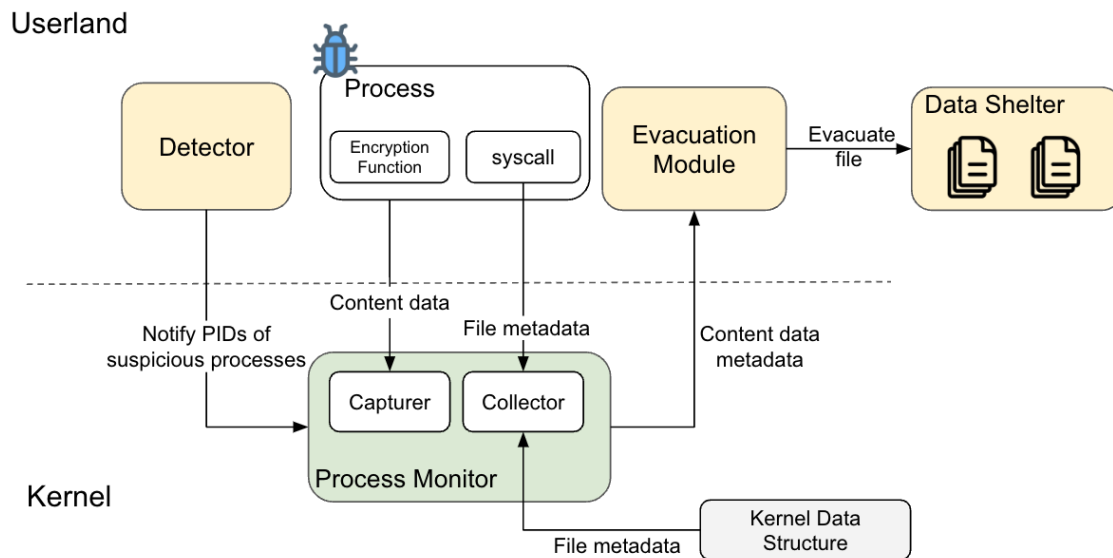 Userland
Detector
Process
Encryption
Function
syscall
Evacuation
Module
Evacuate
file
Data Shelter
Notify PIDs of
suspicious processes
Content data
File metadata
Content data
metadata
Capturer
Collector
Process Monitor
Kernel
File metadata
Kernel Data
Structure